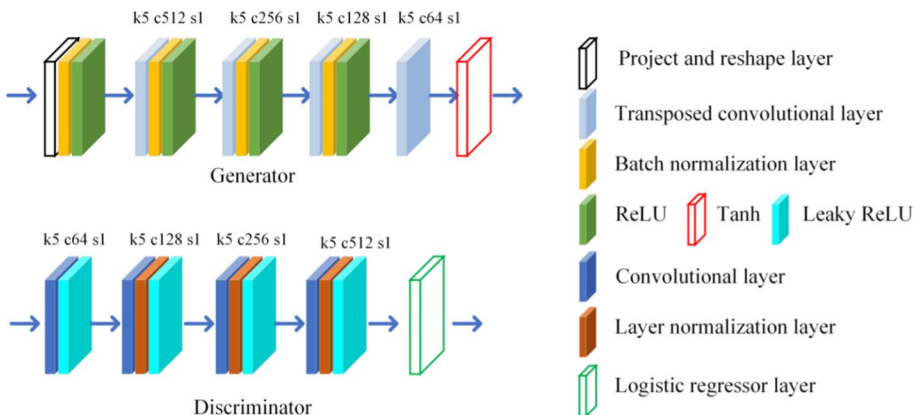 k5 c512 s1 k5 c256 s1 k5 c128 s1 k5 c64 s1
Generator
k5 c64 s1 k5 c128 s1 k5 c256 s1 k5 c512 s1
Discriminator
Project and reshape layer
Transposed convolutional layer
Batch normalization layer
ReLU Tanh Leaky ReLU
Convolutional layer
Layer normalization layer
Logistic regressor layer